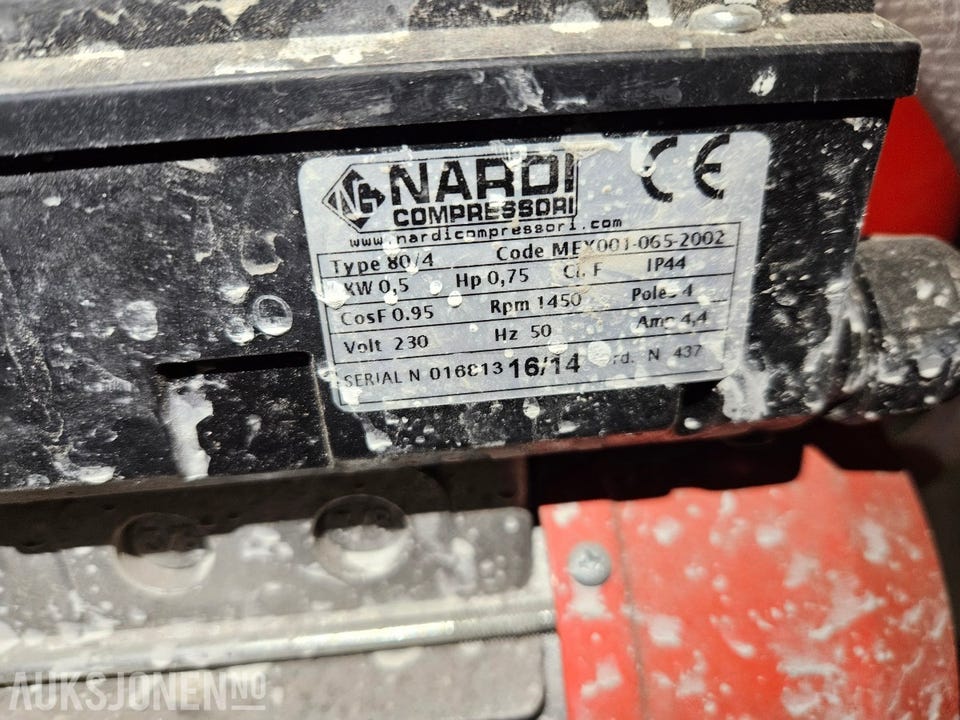 NARDI
COMPRESSORI
CE
www.nardicompressori.com
Type 80/4 Code MEX001-065-2002
KW 0,5 Hp 0,75 Cl. F IP44
CosF 0.95 Rpm 1450 Poles 4
Volt 230 Hz 50 Amp 4,4
SERIAL N 016813 16/14 rd. N 437
AUKSJONEN.NO